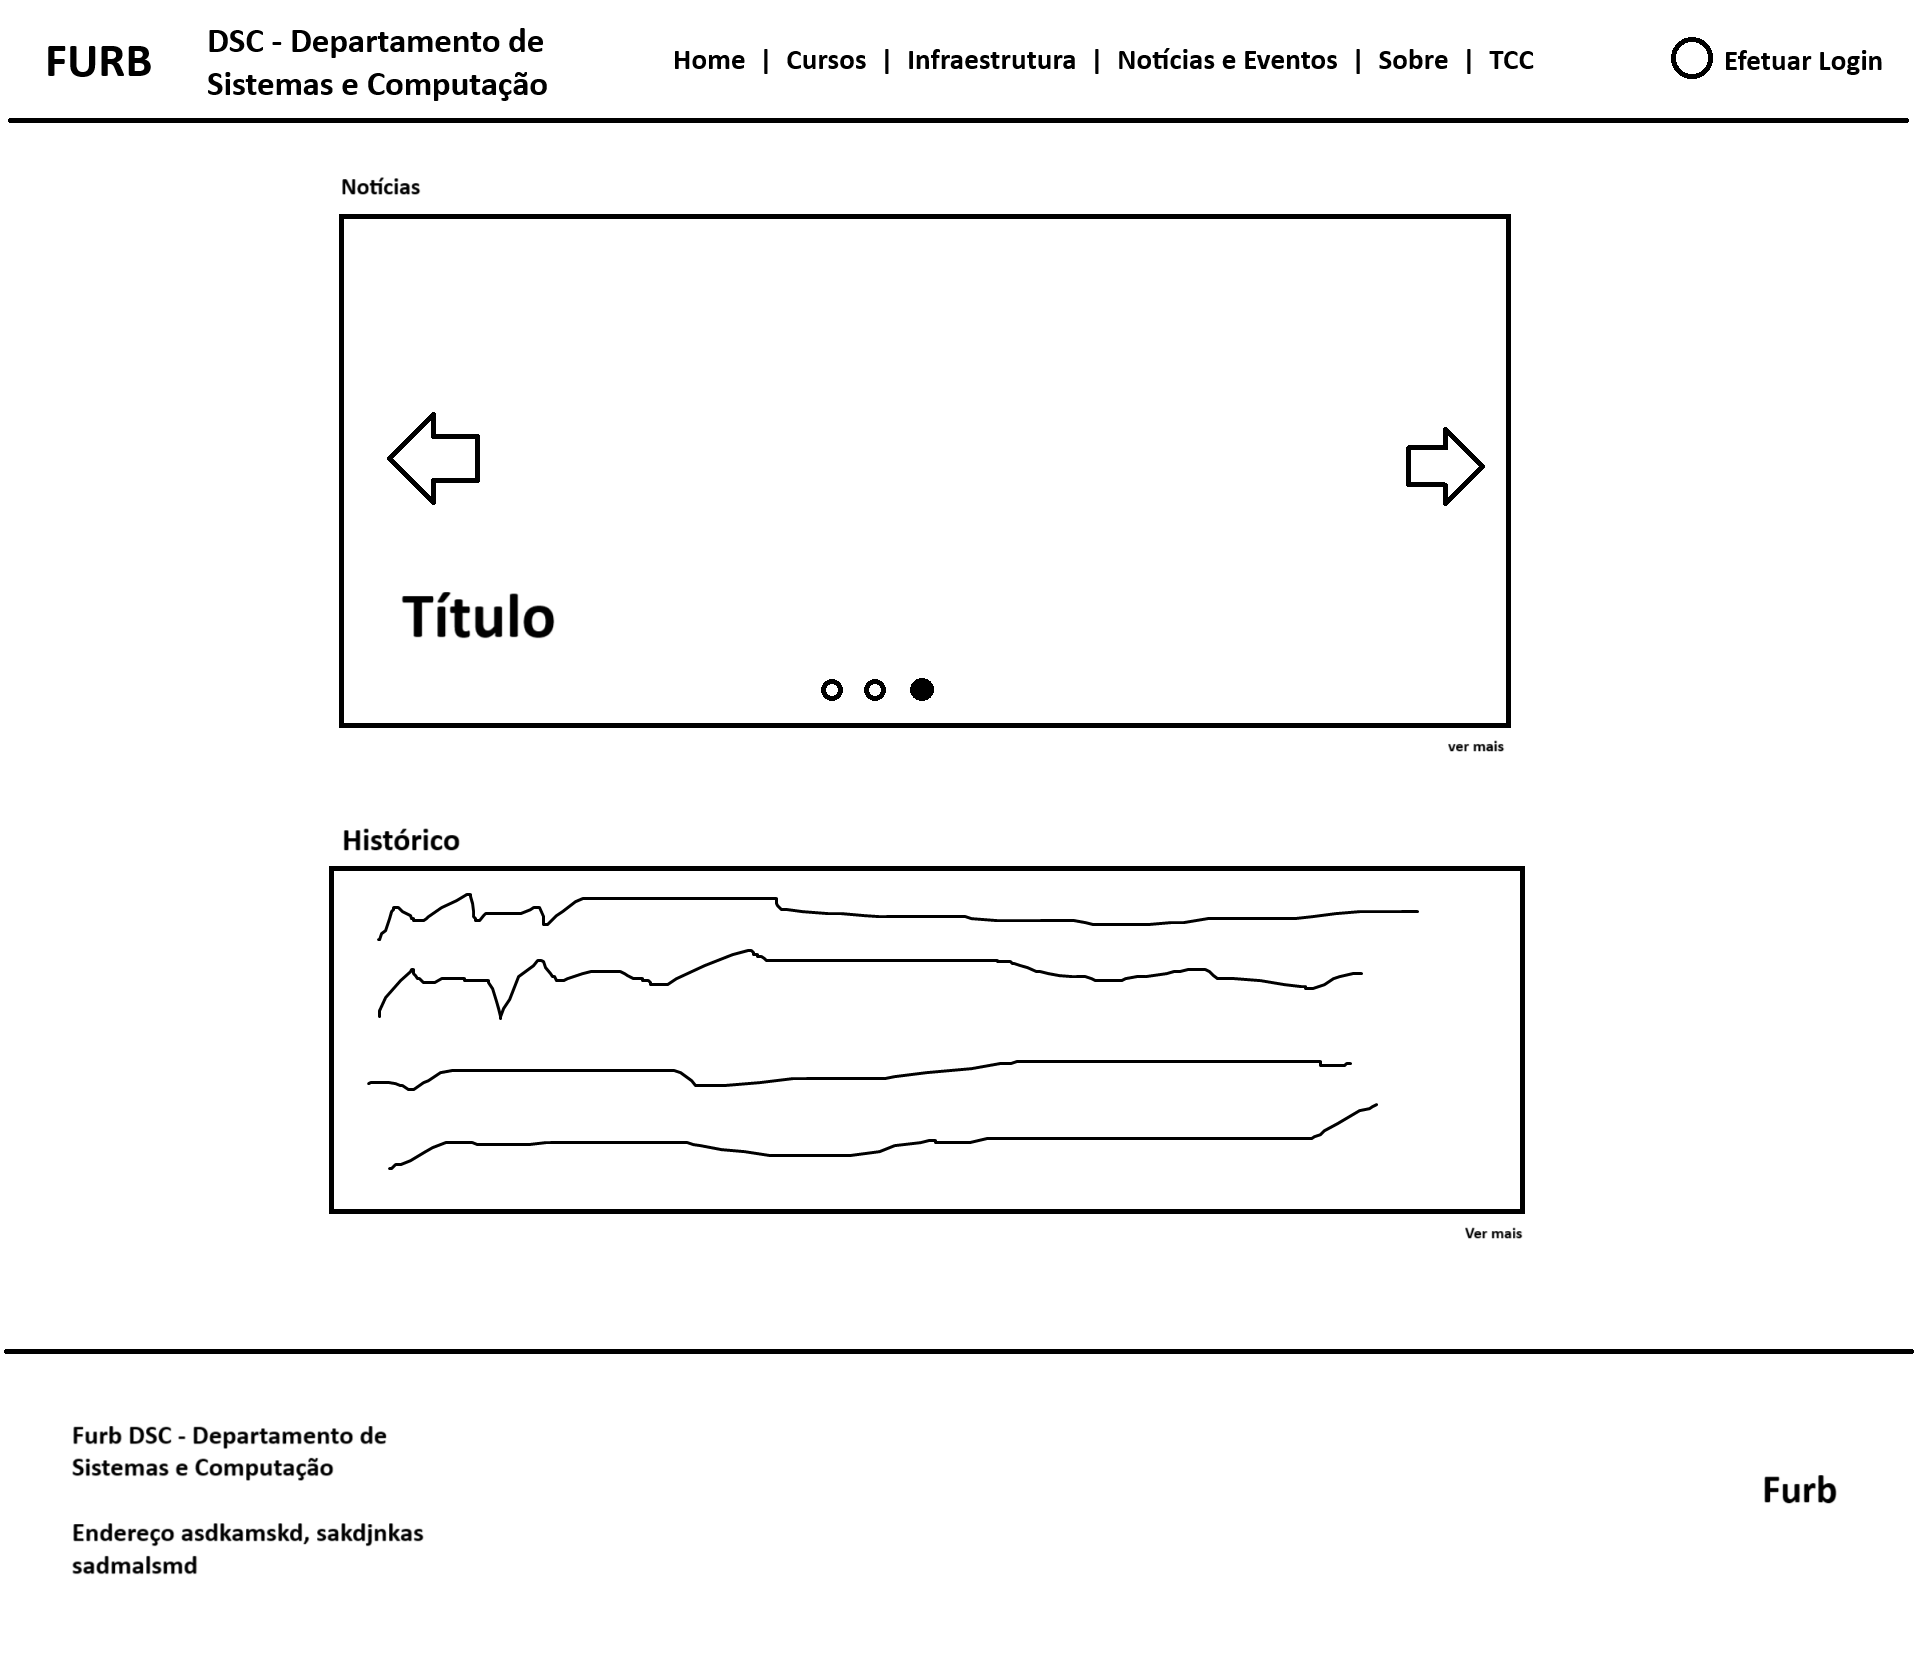 FURB
DSC - Departamento de
Sistemas e Computação
Home | Cursos | Infraestrutura | Notícias e Eventos | Sobre | TCC
Efetuar Login
Notícias
Título
ver mais
Histórico
Ver mais
Furb DSC - Departamento de
Sistemas e Computação
Endereço asdkamskd, sakdjnkas
sadmalsmd
Furb